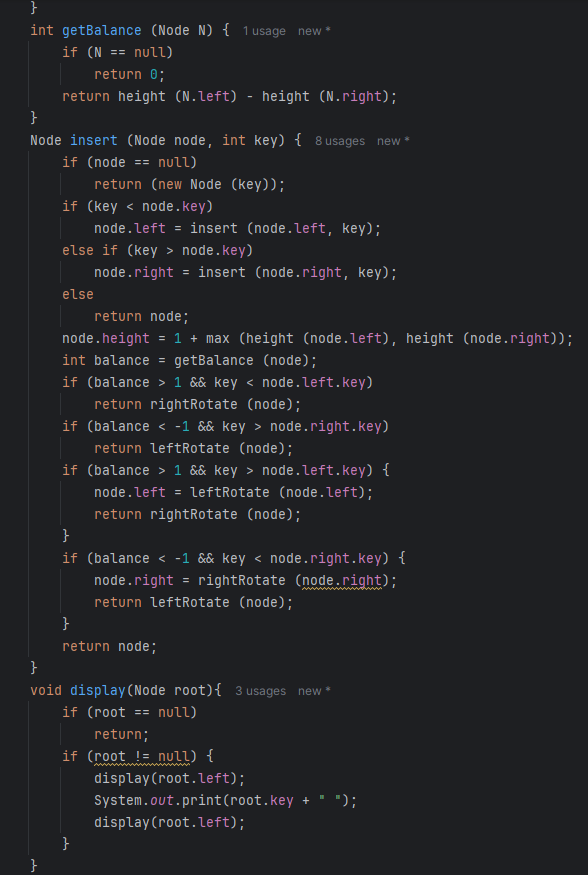 }
int getBalance (Node N) {  1 usage   new *
    if (N == null)
        return 0;
    return height (N.left) - height (N.right);
}
Node insert (Node node, int key) {  8 usages   new *
    if (node == null)
        return (new Node (key));
    if (key < node.key)
        node.left = insert (node.left, key);
    else if (key > node.key)
        node.right = insert (node.right, key);
    else
        return node;
    node.height = 1 + max (height (node.left), height (node.right));
    int balance = getBalance (node);
    if (balance > 1 && key < node.left.key)
        return rightRotate (node);
    if (balance < -1 && key > node.right.key)
        return leftRotate (node);
    if (balance > 1 && key > node.left.key) {
        node.left = leftRotate (node.left);
        return rightRotate (node);
    }
    if (balance < -1 && key < node.right.key) {
        node.right = rightRotate (node.right);
        return leftRotate (node);
    }
    return node;
}
void display(Node root){  3 usages   new *
    if (root == null)
        return;
    if (root != null) {
        display(root.left);
        System.out.print(root.key + " ");
        display(root.left);
    }
}